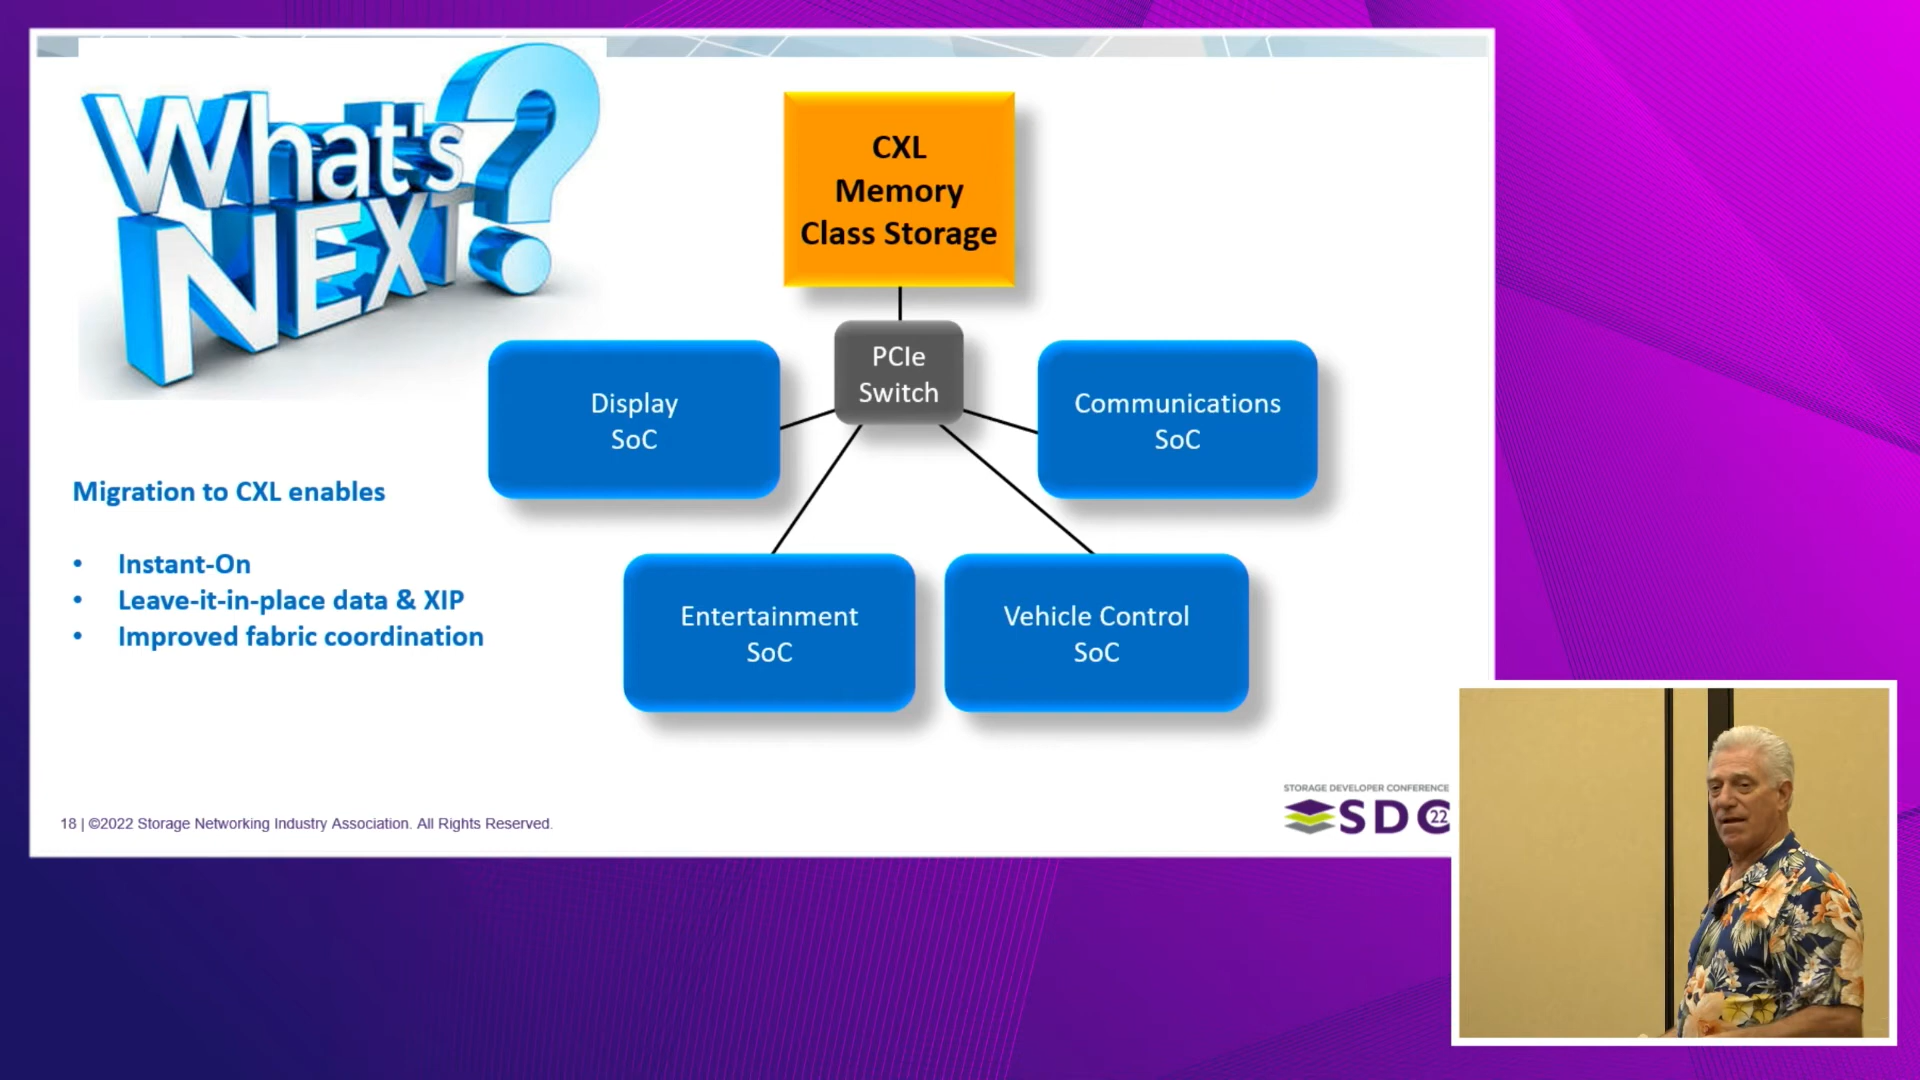 What's
NEXT?
CXL
Memory
Class Storage
PCIe
Switch
Display
SoC
Communications
SoC
Migration to CXL enables
• Instant-On
• Leave-it-in-place data & XIP
• Improved fabric coordination
Entertainment
SoC
Vehicle Control
SoC
18 | ©2022 Storage Networking Industry Association. All Rights Reserved.
STORAGE DEVELOPER CONFERENCE
SDC 22